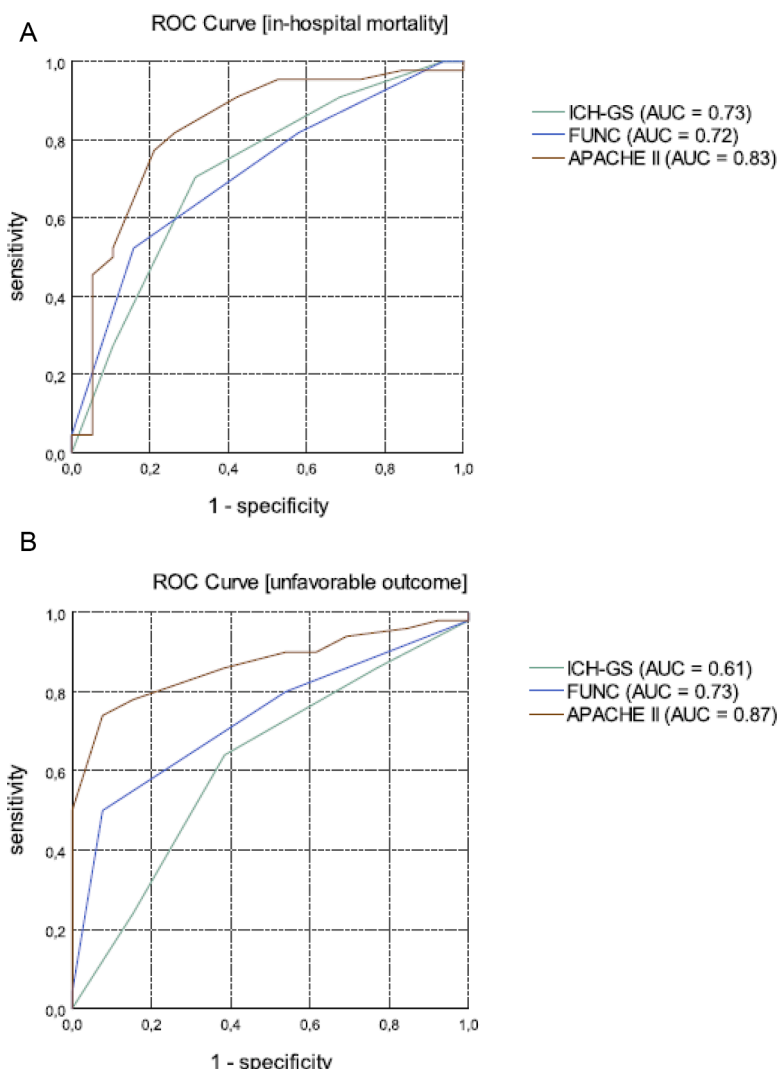 A
ROC Curve [in-hospital mortality]
1,0
0,8
0,6
0,4
0,2
0,0
sensitivity
0,0 0,2 0,4 0,6 0,8 1,0
1 - specificity
ICH-GS (AUC = 0.73)
FUNC (AUC = 0.72)
APACHE II (AUC = 0.83)
B
ROC Curve [unfavorable outcome]
1,0
0,8
0,6
0,4
0,2
0,0
sensitivity
0,0 0,2 0,4 0,6 0,8 1,0
1 - specificity
ICH-GS (AUC = 0.61)
FUNC (AUC = 0.73)
APACHE II (AUC = 0.87)